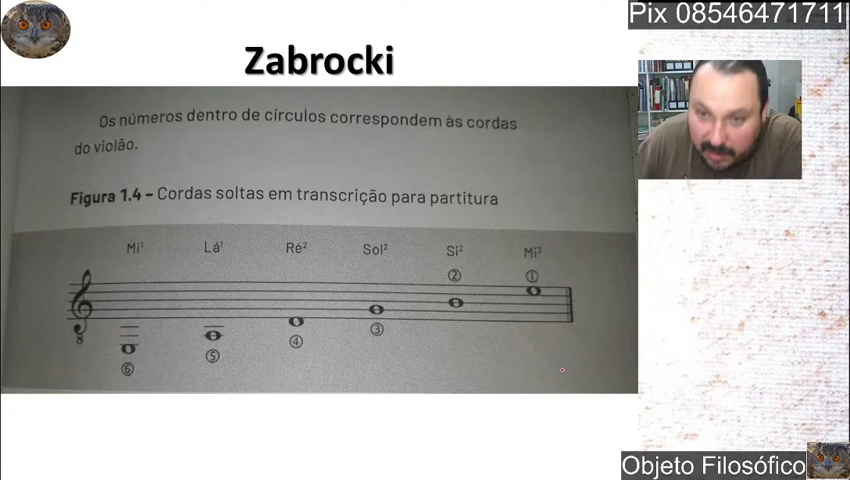 Pix 08546471711
Zabrocki
Os números dentro de círculos correspondem às cordas
do violão.
Figura 1.4 – Cordas soltas em transcrição para partitura
Mi¹ Lá¹ Ré² Sol² Si² Mi³
② ①
8
⑥ ⑤ ④ ③
Objeto Filosófico